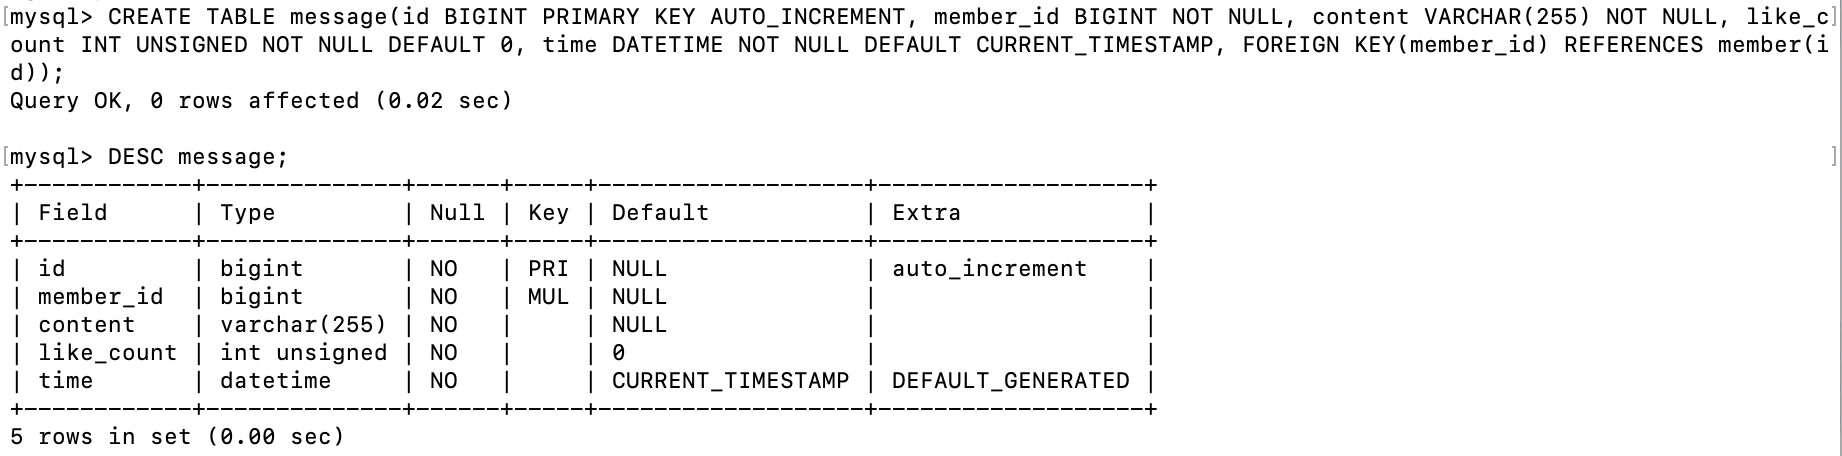 [mysql> CREATE TABLE message(id BIGINT PRIMARY KEY AUTO_INCREMENT, member_id BIGINT NOT NULL, content VARCHAR(255) NOT NULL, like_c]
ount INT UNSIGNED NOT NULL DEFAULT 0, time DATETIME NOT NULL DEFAULT CURRENT_TIMESTAMP, FOREIGN KEY(member_id) REFERENCES member(i
d));
Query OK, 0 rows affected (0.02 sec)

[mysql> DESC message; ]
+------------+--------------+------+-----+-------------------+-------------------+
| Field      | Type         | Null | Key | Default           | Extra             |
+------------+--------------+------+-----+-------------------+-------------------+
| id         | bigint       | NO   | PRI | NULL              | auto_increment    |
| member_id  | bigint       | NO   | MUL | NULL              |                   |
| content    | varchar(255) | NO   |     | NULL              |                   |
| like_count | int unsigned | NO   |     | 0                 |                   |
| time       | datetime     | NO   |     | CURRENT_TIMESTAMP | DEFAULT_GENERATED |
+------------+--------------+------+-----+-------------------+-------------------+
5 rows in set (0.00 sec)